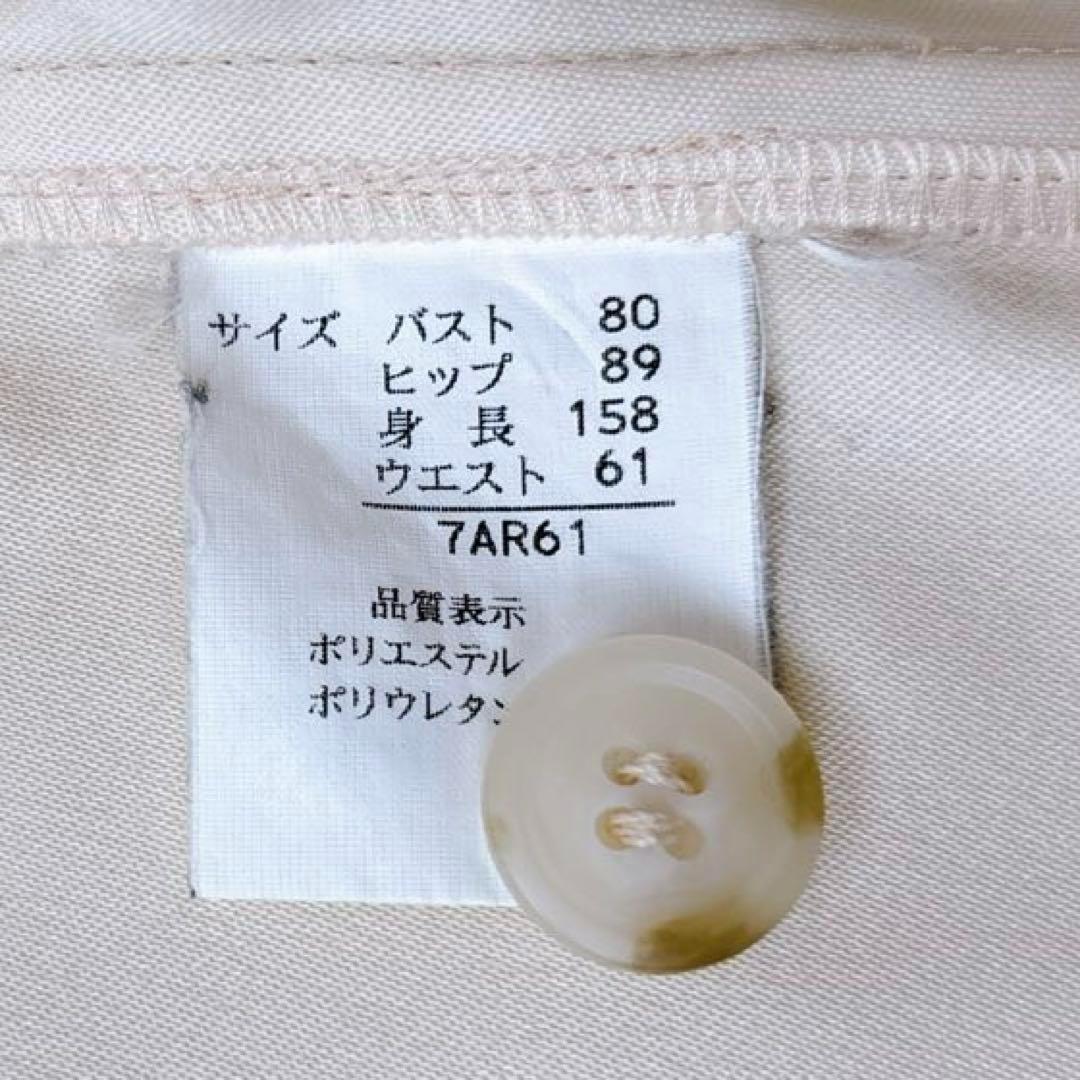 サイズ バスト 80
ヒップ 89
身長 158
ウエスト 61
7AR61
品質表示
ポリエステル
ポリウレタン